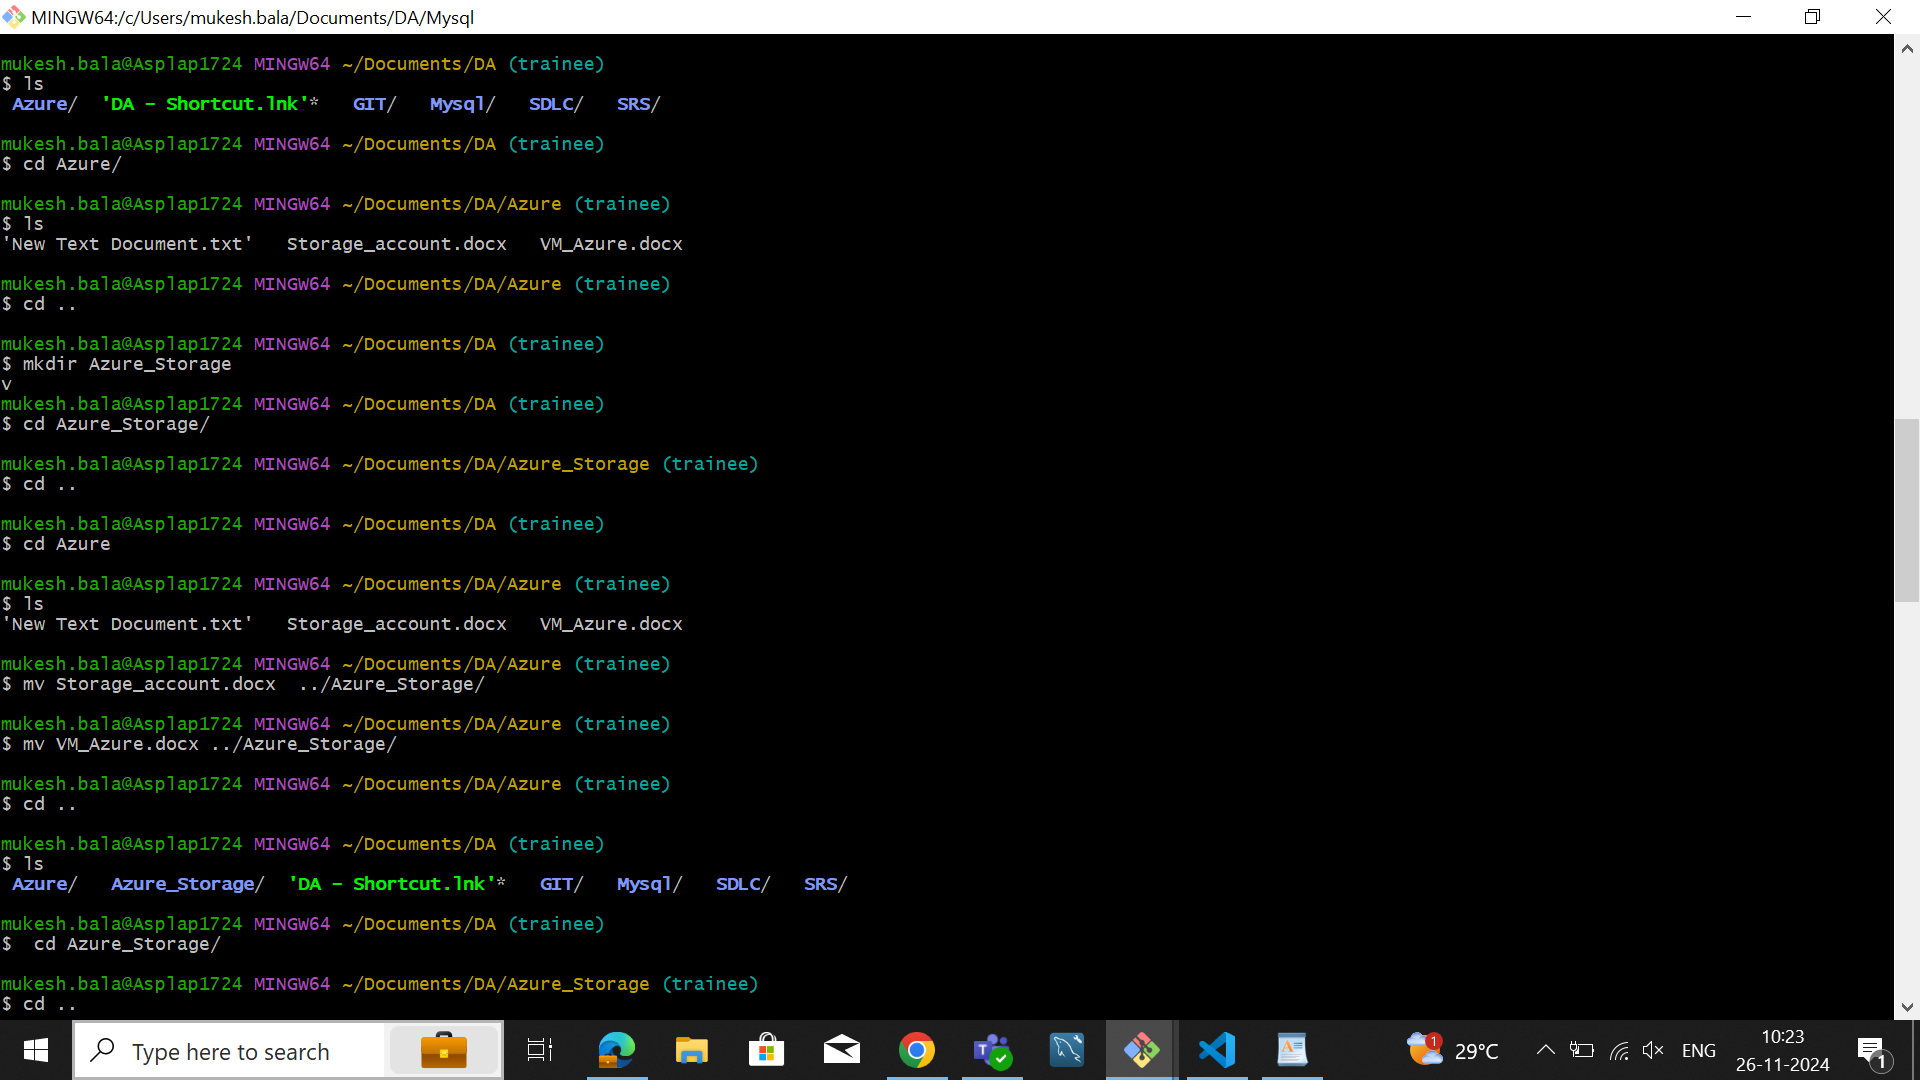 MINGW64:/c/Users/mukesh.bala/Documents/DA/Mysql
mukesh.bala@Asplap1724 MINGW64 ~/Documents/DA (trainee)
$ ls
Azure/  'DA - Shortcut.lnk'*   GIT/   Mysql/   SDLC/   SRS/
mukesh.bala@Asplap1724 MINGW64 ~/Documents/DA (trainee)
$ cd Azure/
mukesh.bala@Asplap1724 MINGW64 ~/Documents/DA/Azure (trainee)
$ ls
'New Text Document.txt'   Storage_account.docx   VM_Azure.docx
mukesh.bala@Asplap1724 MINGW64 ~/Documents/DA/Azure (trainee)
$ cd ..
mukesh.bala@Asplap1724 MINGW64 ~/Documents/DA (trainee)
$ mkdir Azure_Storage
v
mukesh.bala@Asplap1724 MINGW64 ~/Documents/DA (trainee)
$ cd Azure_Storage/
mukesh.bala@Asplap1724 MINGW64 ~/Documents/DA/Azure_Storage (trainee)
$ cd ..
mukesh.bala@Asplap1724 MINGW64 ~/Documents/DA (trainee)
$ cd Azure
mukesh.bala@Asplap1724 MINGW64 ~/Documents/DA/Azure (trainee)
$ ls
'New Text Document.txt'   Storage_account.docx   VM_Azure.docx
mukesh.bala@Asplap1724 MINGW64 ~/Documents/DA/Azure (trainee)
$ mv Storage_account.docx  ../Azure_Storage/
mukesh.bala@Asplap1724 MINGW64 ~/Documents/DA/Azure (trainee)
$ mv VM_Azure.docx ../Azure_Storage/
mukesh.bala@Asplap1724 MINGW64 ~/Documents/DA/Azure (trainee)
$ cd ..
mukesh.bala@Asplap1724 MINGW64 ~/Documents/DA (trainee)
$ ls
Azure/   Azure_Storage/  'DA - Shortcut.lnk'*   GIT/   Mysql/   SDLC/   SRS/
mukesh.bala@Asplap1724 MINGW64 ~/Documents/DA (trainee)
$  cd Azure_Storage/
mukesh.bala@Asplap1724 MINGW64 ~/Documents/DA/Azure_Storage (trainee)
$ cd ..
Type here to search
1
29°C
ENG
10:23
26-11-2024
1